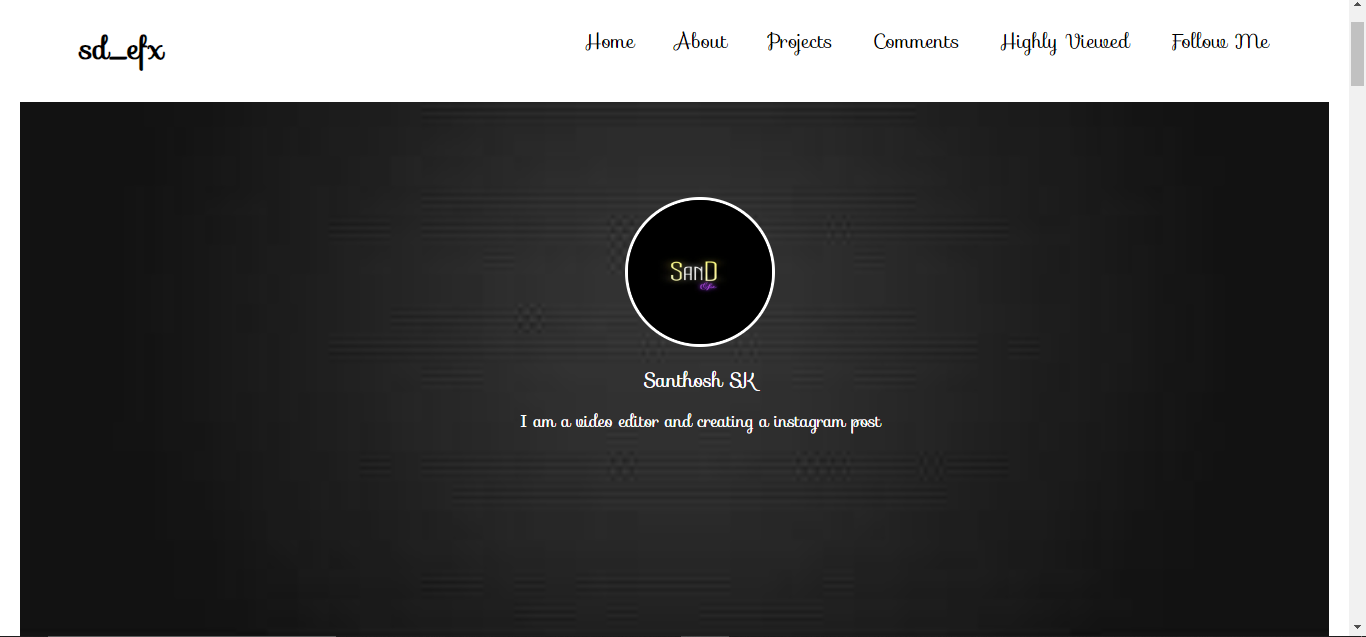 sd_efx
Home About Projects Comments Highly Viewed Follow Me
SanD
Santhosh SK
I am a video editor and creating a instagram post